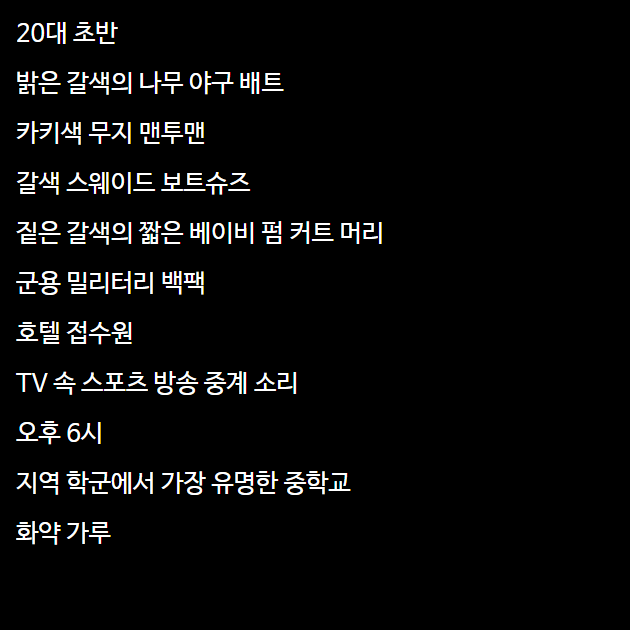 20대 초반
밝은 갈색의 나무 야구 배트
카키색 무지 맨투맨
갈색 스웨이드 보트슈즈
짙은 갈색의 짧은 베이비 펌 커트 머리
군용 밀리터리 백팩
호텔 접수원
TV 속 스포츠 방송 중계 소리
오후 6시
지역 학군에서 가장 유명한 중학교
화약 가루